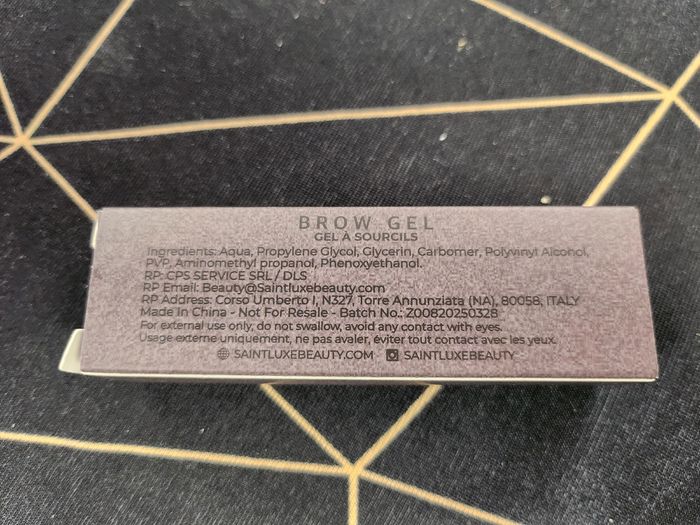 BROW GEL
GEL À SOURCILS
Ingredients: Aqua, Propylene Glycol, Glycerin, Carbomer, Polyvinyl Alcohol,
PVP, Aminomethyl propanol, Phenoxyethanol.
RP: CPS SERVICE SRL / DLS
RP Email: Beauty@Saintluxebeauty.com
RP Address: Corso Umberto I, N327, Torre Annunziata (NA), 80058, ITALY
Made In China - Not For Resale - Batch No.: Z00820250328
For external use only, do not swallow, avoid any contact with eyes.
Usage externe uniquement, ne pas avaler, éviter tout contact avec les yeux.
SAINTLUXEBEAUTY.COM SAINTLUXEBEAUTY